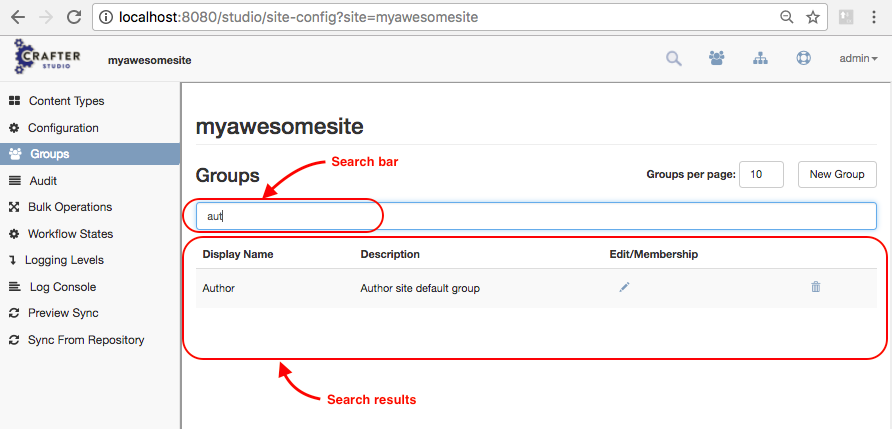 localhost:8080/studio/site-config?site=myawesomesite
CRAFTER
STUDIO
myawesomesite
admin
Content Types
Configuration
Groups
Audit
Bulk Operations
Workflow States
Logging Levels
Log Console
Preview Sync
Sync From Repository
myawesomesite
Search bar
Groups
Groups per page: 10 New Group
aut
Display Name Description Edit/Membership
Author Author site default group
Search results